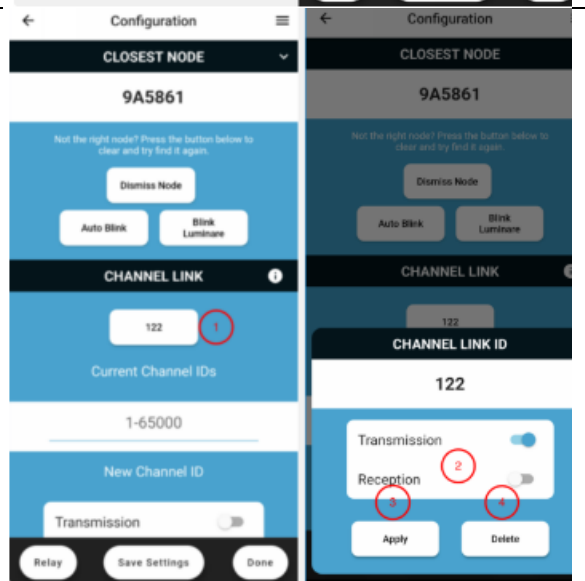 Configuration
CLOSEST NODE
9A5861
Not the right node? Press the button below to
clear and try find it again.
Dismiss Node
Auto Blink
Blink
Luminare
CHANNEL LINK
122
1
Current Channel IDs
1-65000
New Channel ID
Transmission
Relay
Save Settings
Done
Configuration
CLOSEST NODE
9A5861
Not the right node? Press the button below to
clear and try find it again.
Dismiss Node
Auto Blink
Blink
Luminare
CHANNEL LINK
122
CHANNEL LINK ID
122
Transmission
2
Reception
3
4
Apply
Delete